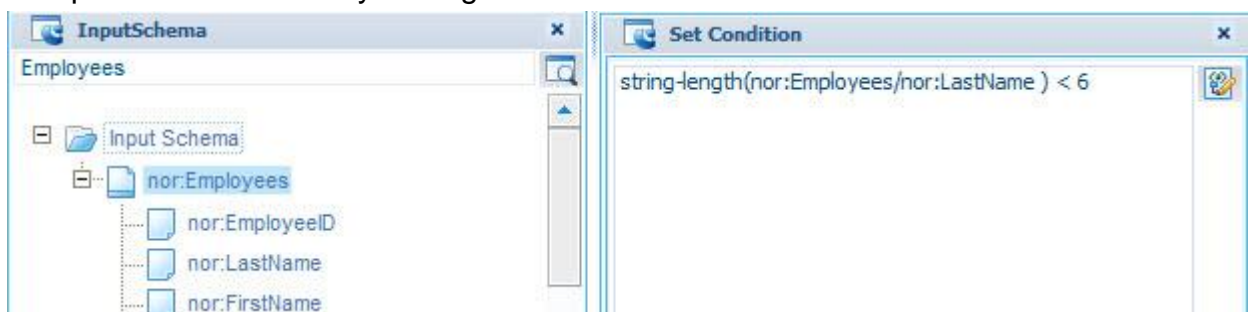 InputSchema
Employees
Input Schema
nor:Employees
nor:EmployeeID
nor:LastName
nor:FirstName
Set Condition
string-length(nor:Employees/nor:LastName ) < 6